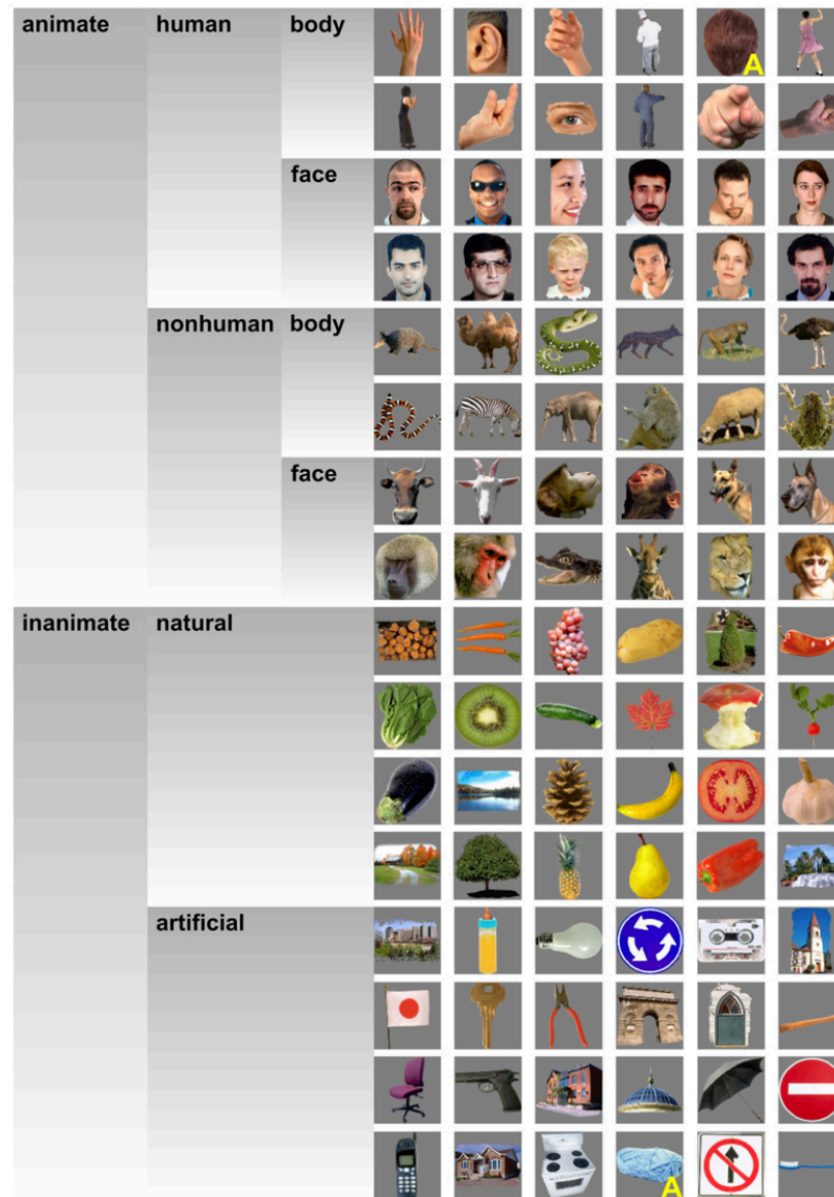 animate human body
A
face
nonhuman body
face
inanimate natural
artificial
A